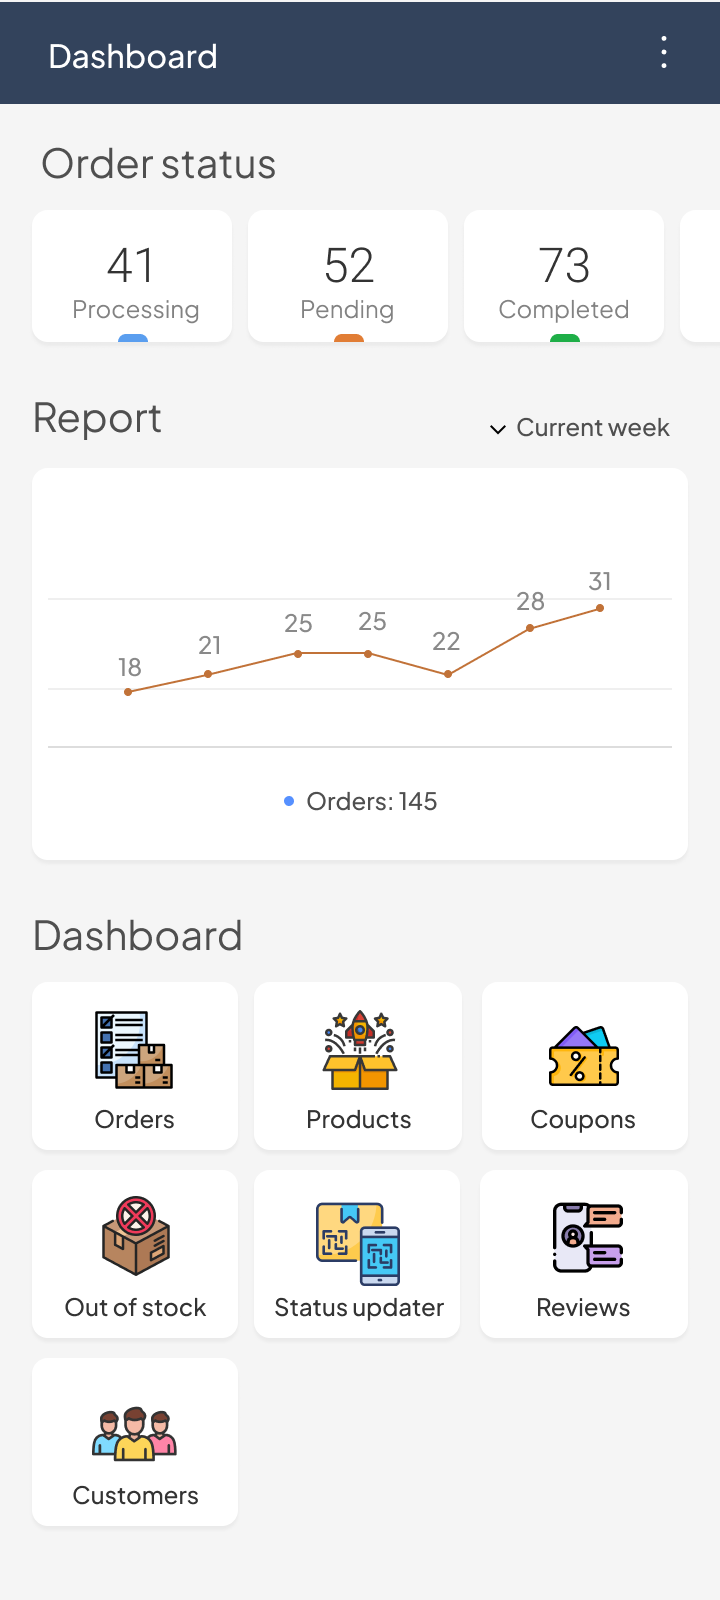 Dashboard
Order status
41
Processing
52
Pending
73
Completed
Report
Current week
18
21
25
25
22
28
31
Orders: 145
Dashboard
Orders
Products
Coupons
Out of stock
Status updater
Reviews
Customers